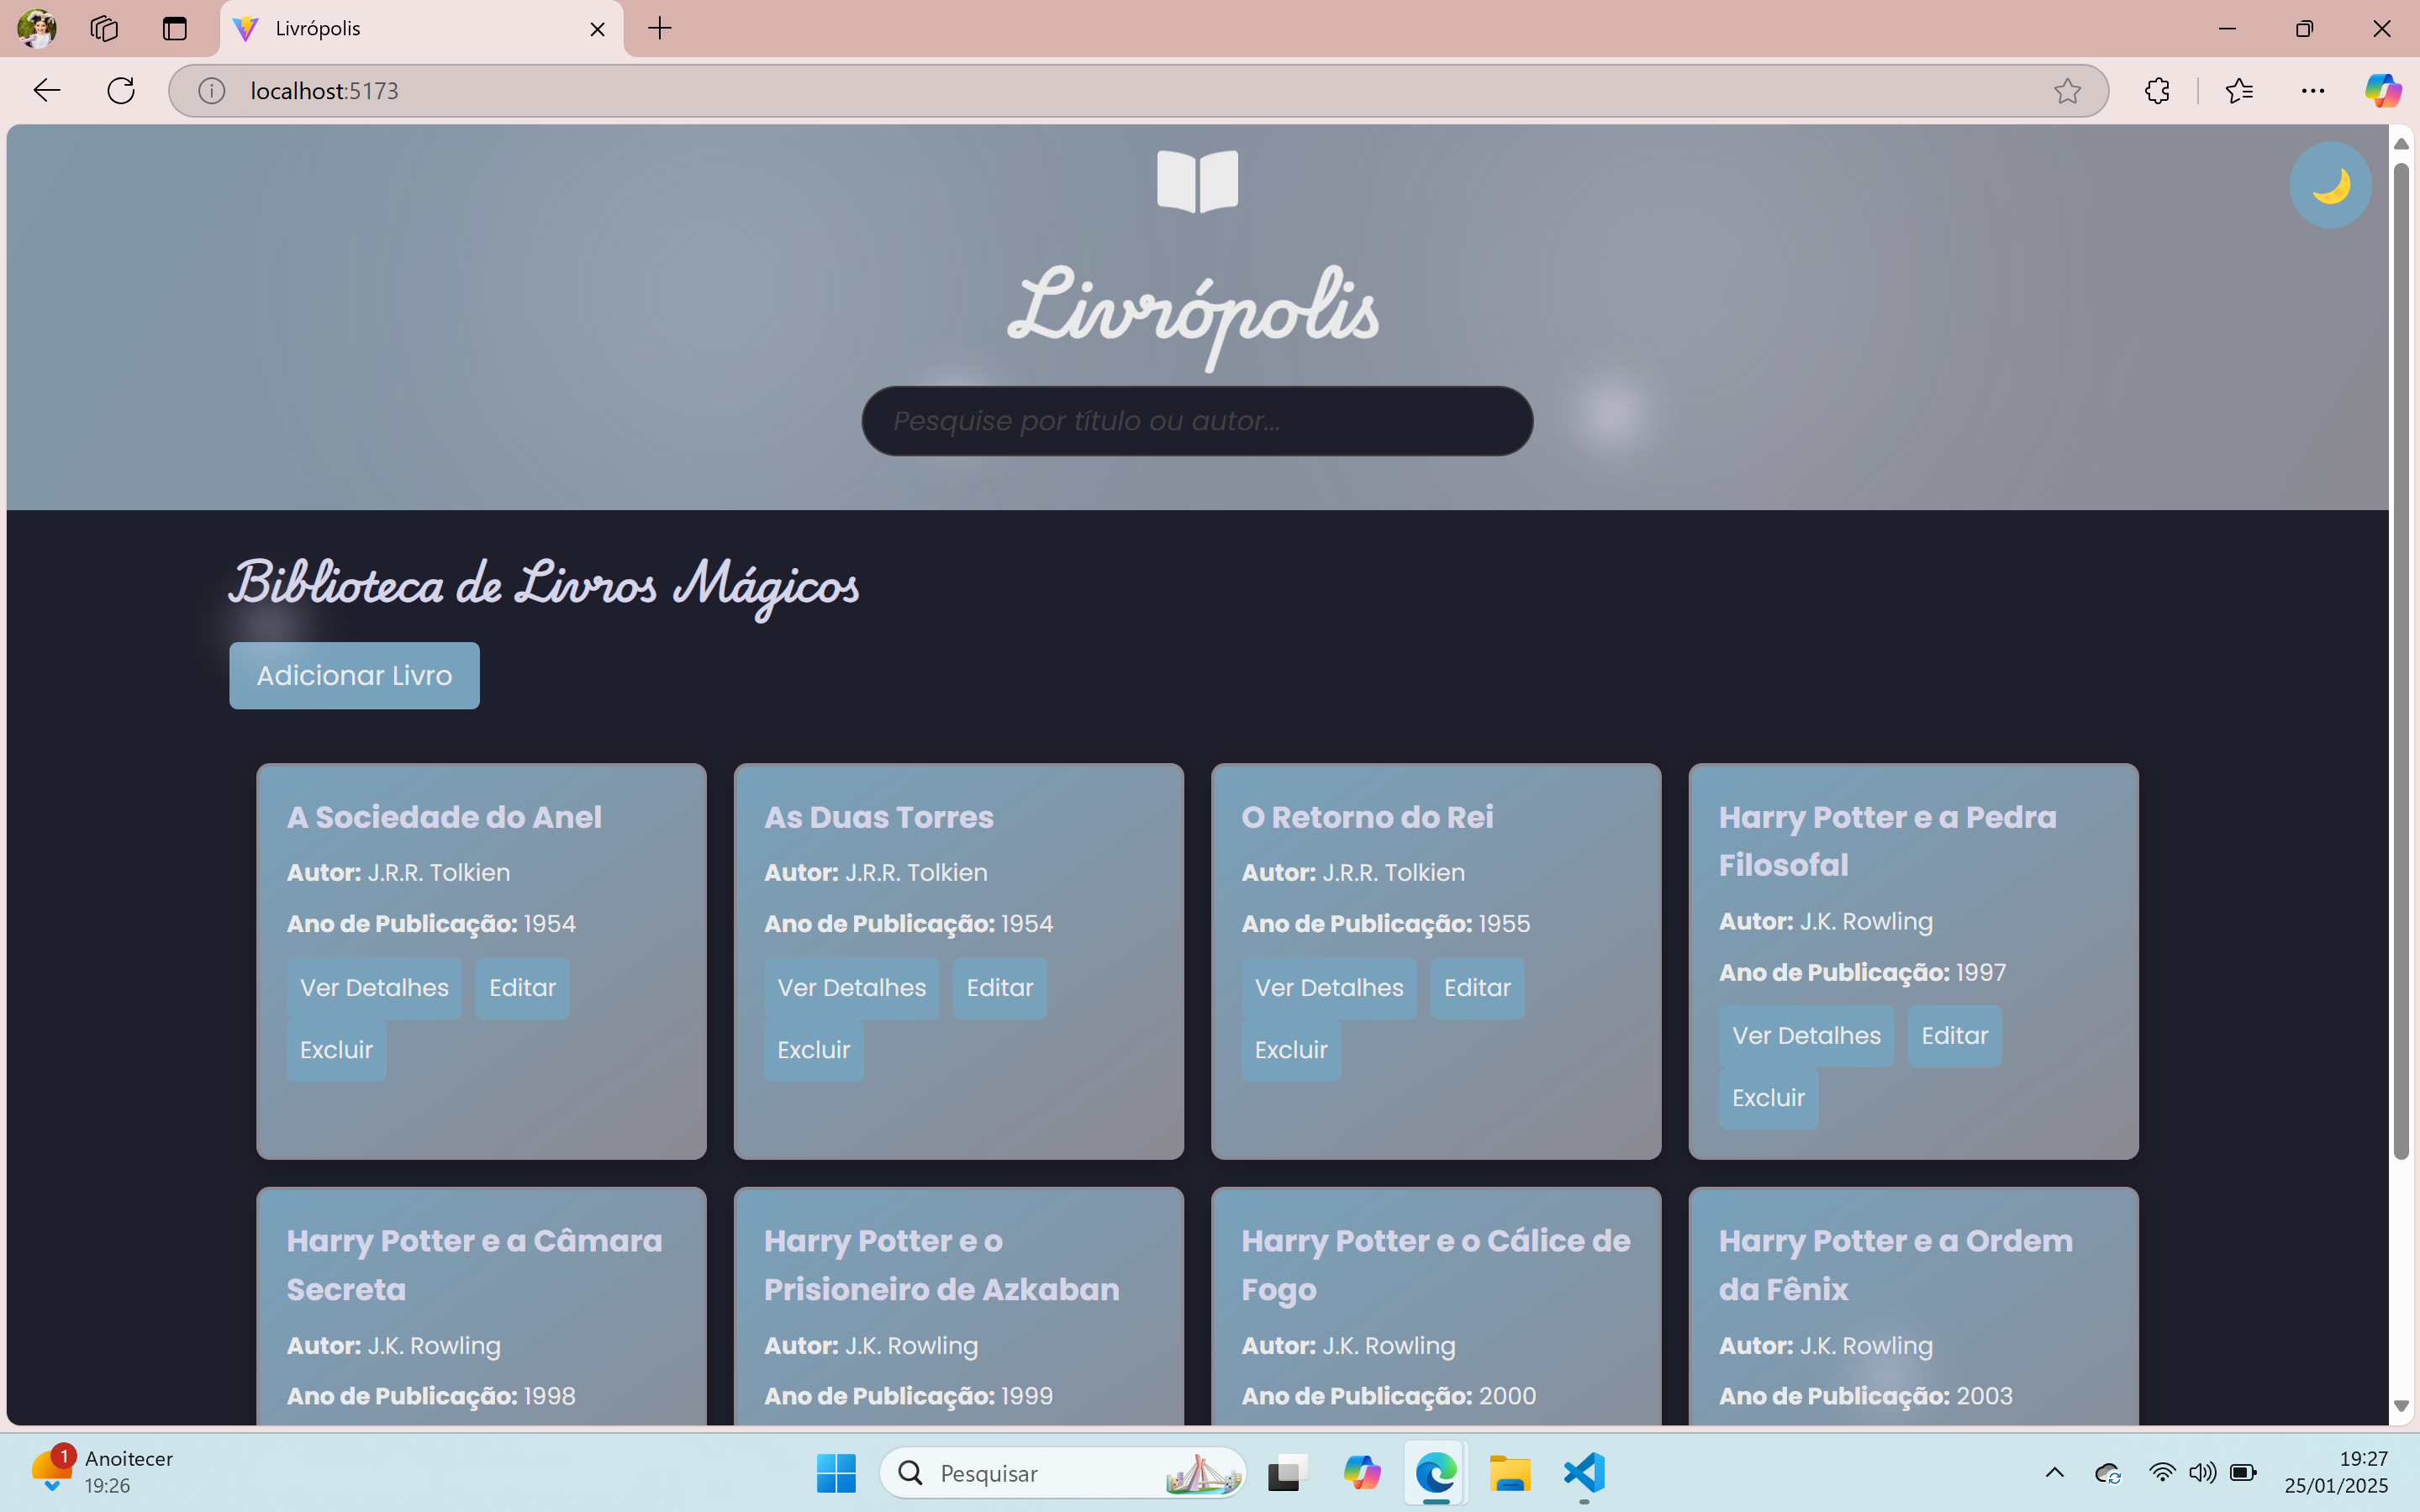 Livrópolis
localhost:5173
Livrópolis
Pesquise por título ou autor...
Biblioteca de Livros Mágicos
Adicionar Livro
A Sociedade do Anel
Autor: J.R.R. Tolkien
Ano de Publicação: 1954
Ver Detalhes Editar
Excluir
As Duas Torres
Autor: J.R.R. Tolkien
Ano de Publicação: 1954
Ver Detalhes Editar
Excluir
O Retorno do Rei
Autor: J.R.R. Tolkien
Ano de Publicação: 1955
Ver Detalhes Editar
Excluir
Harry Potter e a Pedra
Filosofal
Autor: J.K. Rowling
Ano de Publicação: 1997
Ver Detalhes Editar
Excluir
Harry Potter e a Câmara
Secreta
Autor: J.K. Rowling
Ano de Publicação: 1998
Harry Potter e o
Prisioneiro de Azkaban
Autor: J.K. Rowling
Ano de Publicação: 1999
Harry Potter e o Cálice de
Fogo
Autor: J.K. Rowling
Ano de Publicação: 2000
Harry Potter e a Ordem
da Fênix
Autor: J.K. Rowling
Ano de Publicação: 2003
1
Anoitecer
19:26
Pesquisar
19:27
25/01/2025